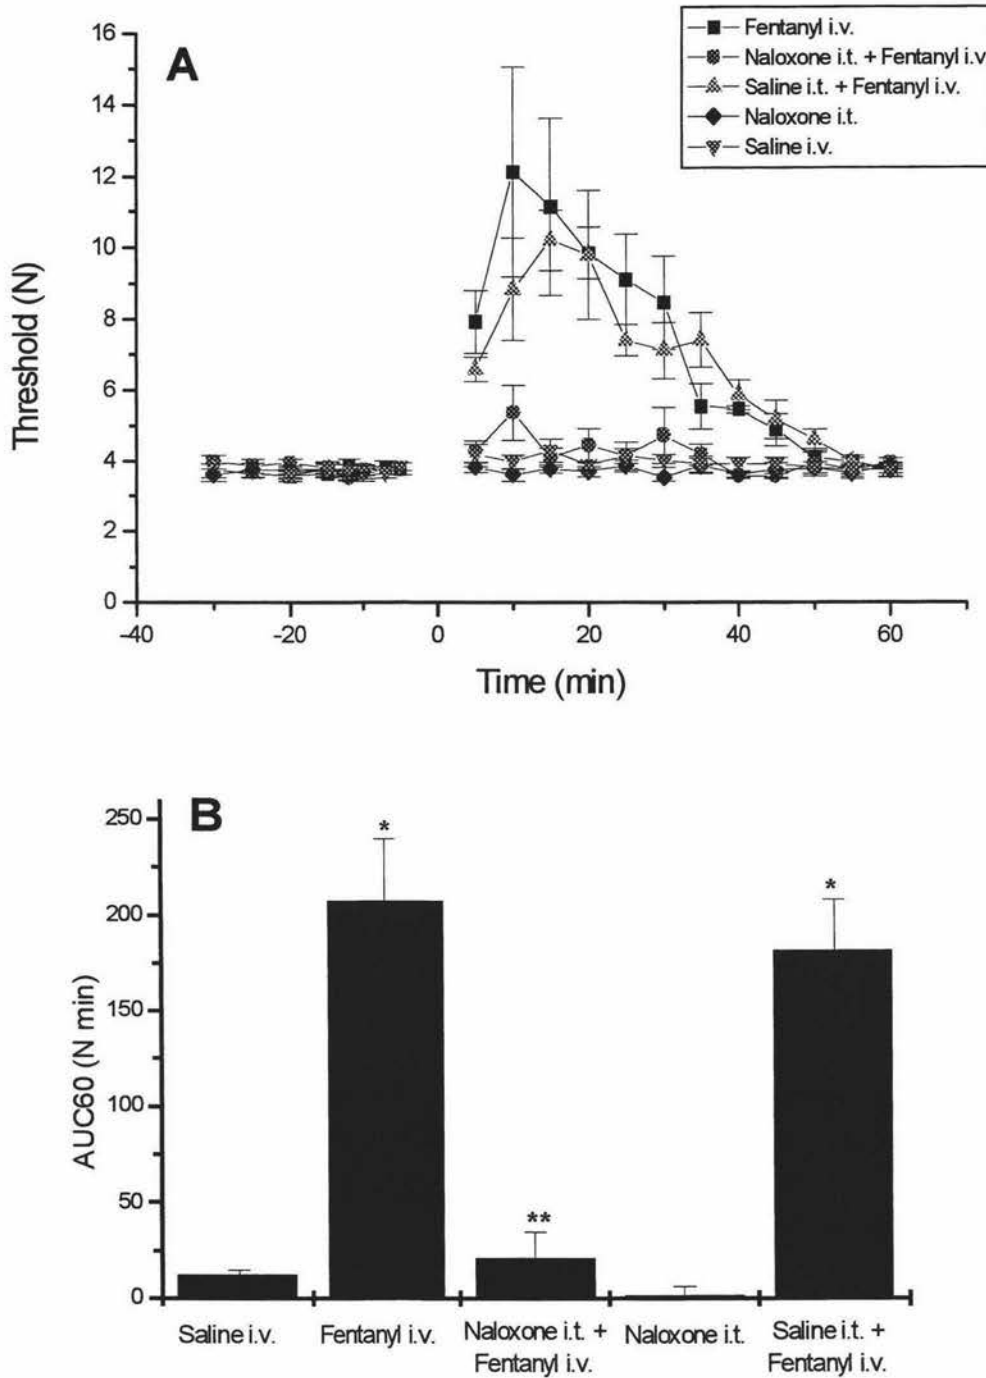 A
Fentanyl i.v.
Naloxone i.t. + Fentanyl i.v
Saline i.t. + Fentanyl i.v.
Naloxone i.t.
Saline i.v.
16
14
12
10
8
6
4
2
0
Threshold (N)
-40
-20
0
20
40
60
Time (min)
B
250
200
150
100
50
0
AUC60 (N min)
*
**
*
Saline i.v.
Fentanyl i.v.
Naloxone i.t. +
Fentanyl i.v.
Naloxone i.t.
Saline i.t. +
Fentanyl i.v.